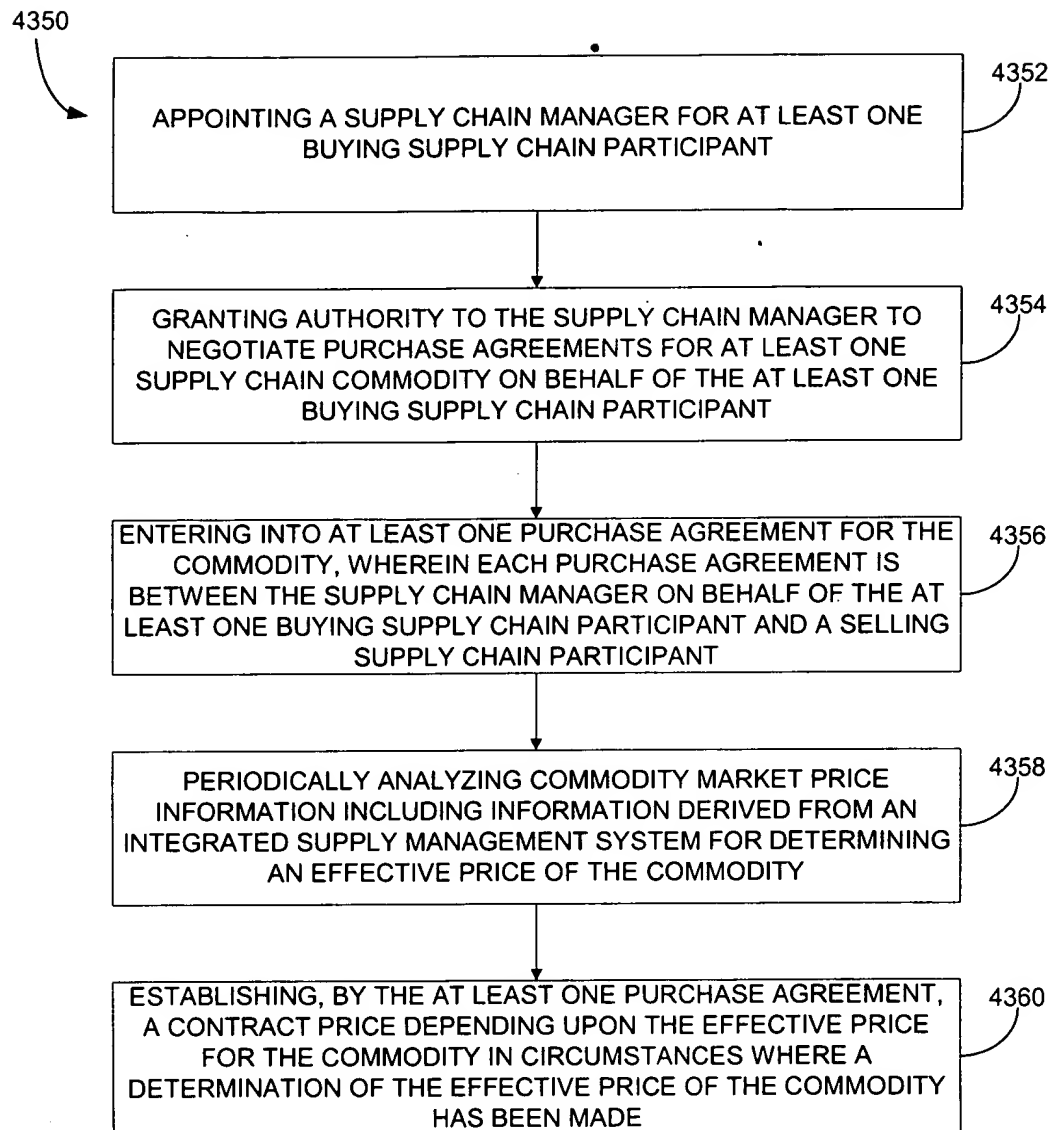 4350
4352
APPOINTING A SUPPLY CHAIN MANAGER FOR AT LEAST ONE
BUYING SUPPLY CHAIN PARTICIPANT
4354
GRANTING AUTHORITY TO THE SUPPLY CHAIN MANAGER TO
NEGOTIATE PURCHASE AGREEMENTS FOR AT LEAST ONE
SUPPLY CHAIN COMMODITY ON BEHALF OF THE AT LEAST ONE
BUYING SUPPLY CHAIN PARTICIPANT
4356
ENTERING INTO AT LEAST ONE PURCHASE AGREEMENT FOR THE
COMMODITY, WHEREIN EACH PURCHASE AGREEMENT IS
BETWEEN THE SUPPLY CHAIN MANAGER ON BEHALF OF THE AT
LEAST ONE BUYING SUPPLY CHAIN PARTICIPANT AND A SELLING
SUPPLY CHAIN PARTICIPANT
4358
PERIODICALLY ANALYZING COMMODITY MARKET PRICE
INFORMATION INCLUDING INFORMATION DERIVED FROM AN
INTEGRATED SUPPLY MANAGEMENT SYSTEM FOR DETERMINING
AN EFFECTIVE PRICE OF THE COMMODITY
4360
ESTABLISHING, BY THE AT LEAST ONE PURCHASE AGREEMENT,
A CONTRACT PRICE DEPENDING UPON THE EFFECTIVE PRICE
FOR THE COMMODITY IN CIRCUMSTANCES WHERE A
DETERMINATION OF THE EFFECTIVE PRICE OF THE COMMODITY
HAS BEEN MADE